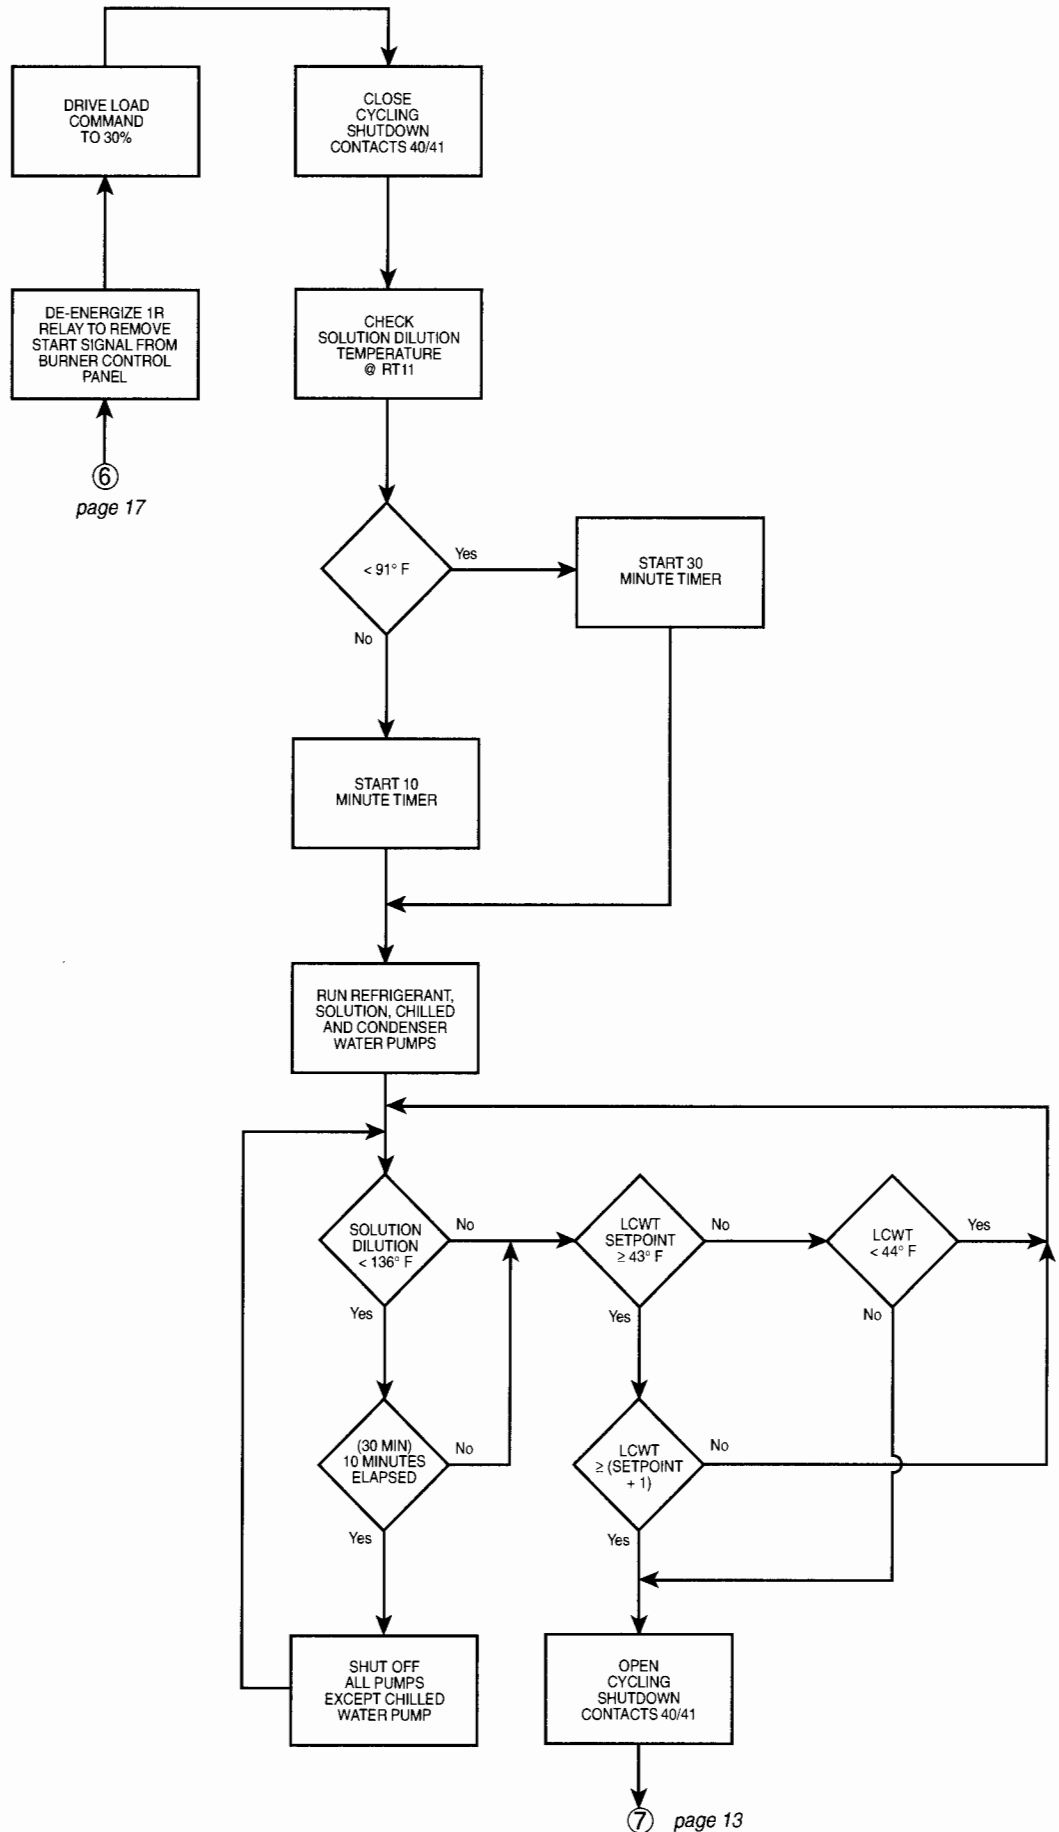 DRIVE LOAD
COMMAND
TO 30%
CLOSE
CYCLING
SHUTDOWN
CONTACTS 40/41
DE-ENERGIZE 1R
RELAY TO REMOVE
START SIGNAL FROM
BURNER CONTROL
PANEL
CHECK
SOLUTION DILUTION
TEMPERATURE
@ RT11
6
page 17
< 91° F
Yes
No
START 30
MINUTE TIMER
START 10
MINUTE TIMER
RUN REFRIGERANT,
SOLUTION, CHILLED
AND CONDENSER
WATER PUMPS
SOLUTION
DILUTION
< 136° F
No
Yes
LCWT
SETPOINT
≥ 43° F
No
Yes
LCWT
< 44° F
Yes
No
(30 MIN)
10 MINUTES
ELAPSED
No
Yes
LCWT
≥ (SETPOINT
+ 1)
No
Yes
SHUT OFF
ALL PUMPS
EXCEPT CHILLED
WATER PUMP
OPEN
CYCLING
SHUTDOWN
CONTACTS 40/41
7 page 13